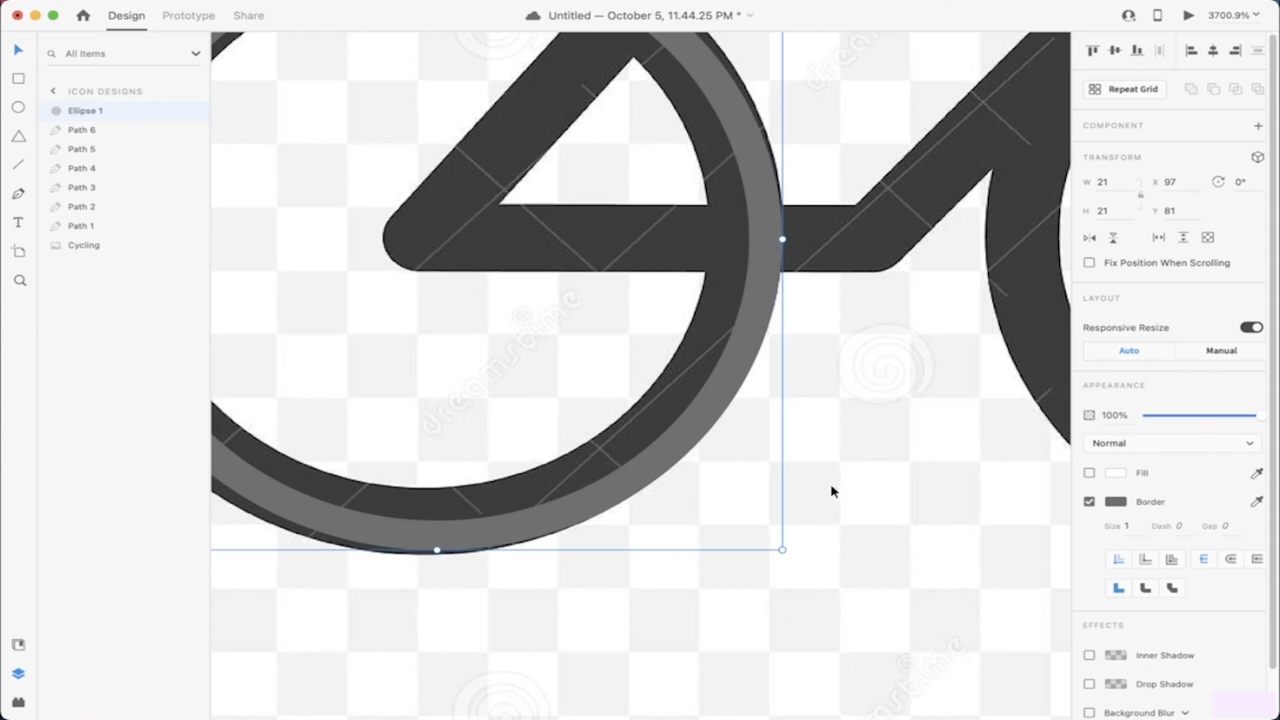 Design
Prototype
Share
Untitled — October 5, 11.44.25 PM *
3700.9%
All Items
ICON DESIGNS
Ellipse 1
Path 6
Path 5
Path 4
Path 3
Path 2
Path 1
Cycling
dreamstime
dreamstime
dreamstime
Repeat Grid
COMPONENT
TRANSFORM
W 21
X 97
0°
H 21
Y 81
Fix Position When Scrolling
LAYOUT
Responsive Resize
Auto
Manual
APPEARANCE
100%
Normal
Fill
Border
Size 1
Dash 0
Gap 0
EFFECTS
Inner Shadow
Drop Shadow
Background Blur